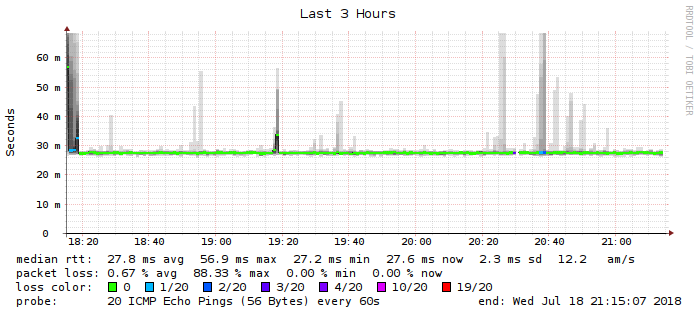 Last 3 Hours
RRDTOOL / TOBI OETIKER
Seconds
60 m
50 m
40 m
30 m
20 m
10 m
0
18:20 18:40 19:00 19:20 19:40 20:00 20:20 20:40 21:00
median rtt: 27.8 ms avg 56.9 ms max 27.2 ms min 27.6 ms now 2.3 ms sd 12.2 am/s
packet loss: 0.67 % avg 88.33 % max 0.00 % min 0.00 % now
loss color: 0 1/20 2/20 3/20 4/20 10/20 19/20
probe: 20 ICMP Echo Pings (56 Bytes) every 60s end: Wed Jul 18 21:15:07 2018